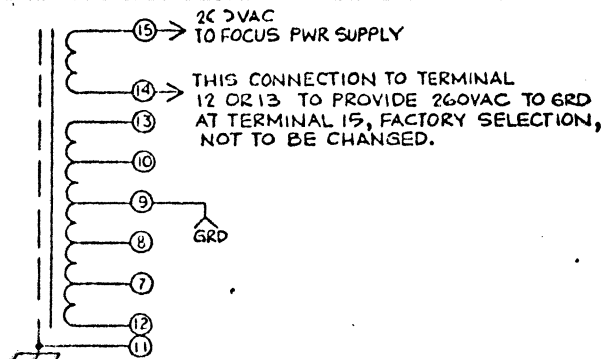 15
VAC
TO FOCUS PWR SUPPLY
14
THIS CONNECTION TO TERMINAL
12 OR 13 TO PROVIDE 260VAC TO GRD
AT TERMINAL 15, FACTORY SELECTION,
NOT TO BE CHANGED.
13
10
9
GRD
8
7
12
11